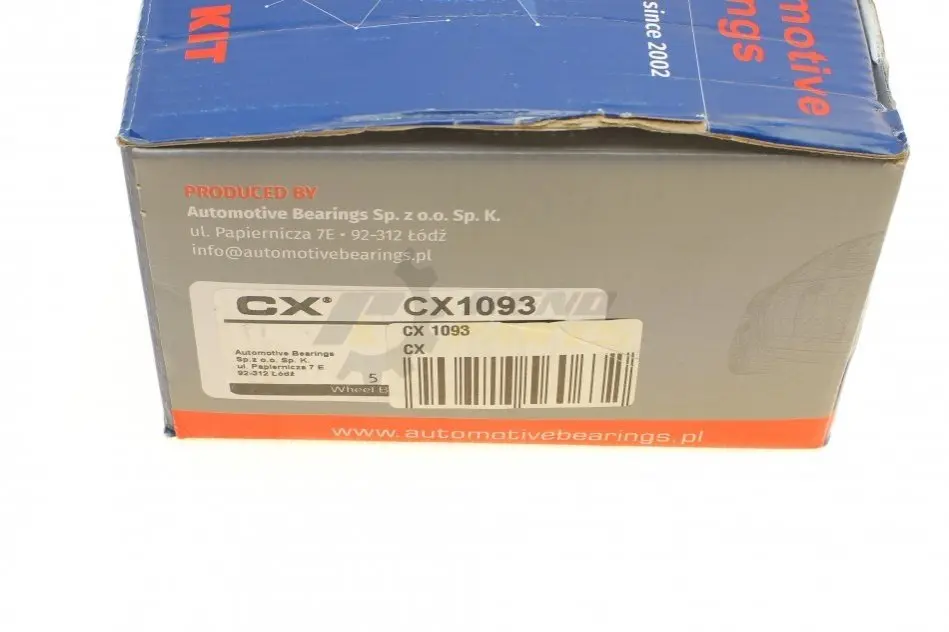 KIT
since 2002
motive
ngs
PRODUCED BY
Automotive Bearings Sp. z o.o. Sp. K.
ul. Papiernicza 7E • 92-312 Łódź
info@automotivebearings.pl
CX® CX1093
CX 1093
CX
Automotive Bearings
Sp.z o.o. Sp. K.
ul. Papiernicza 7 E
92-312 Łódź
5
Wheel B
www.automotivebearings.pl